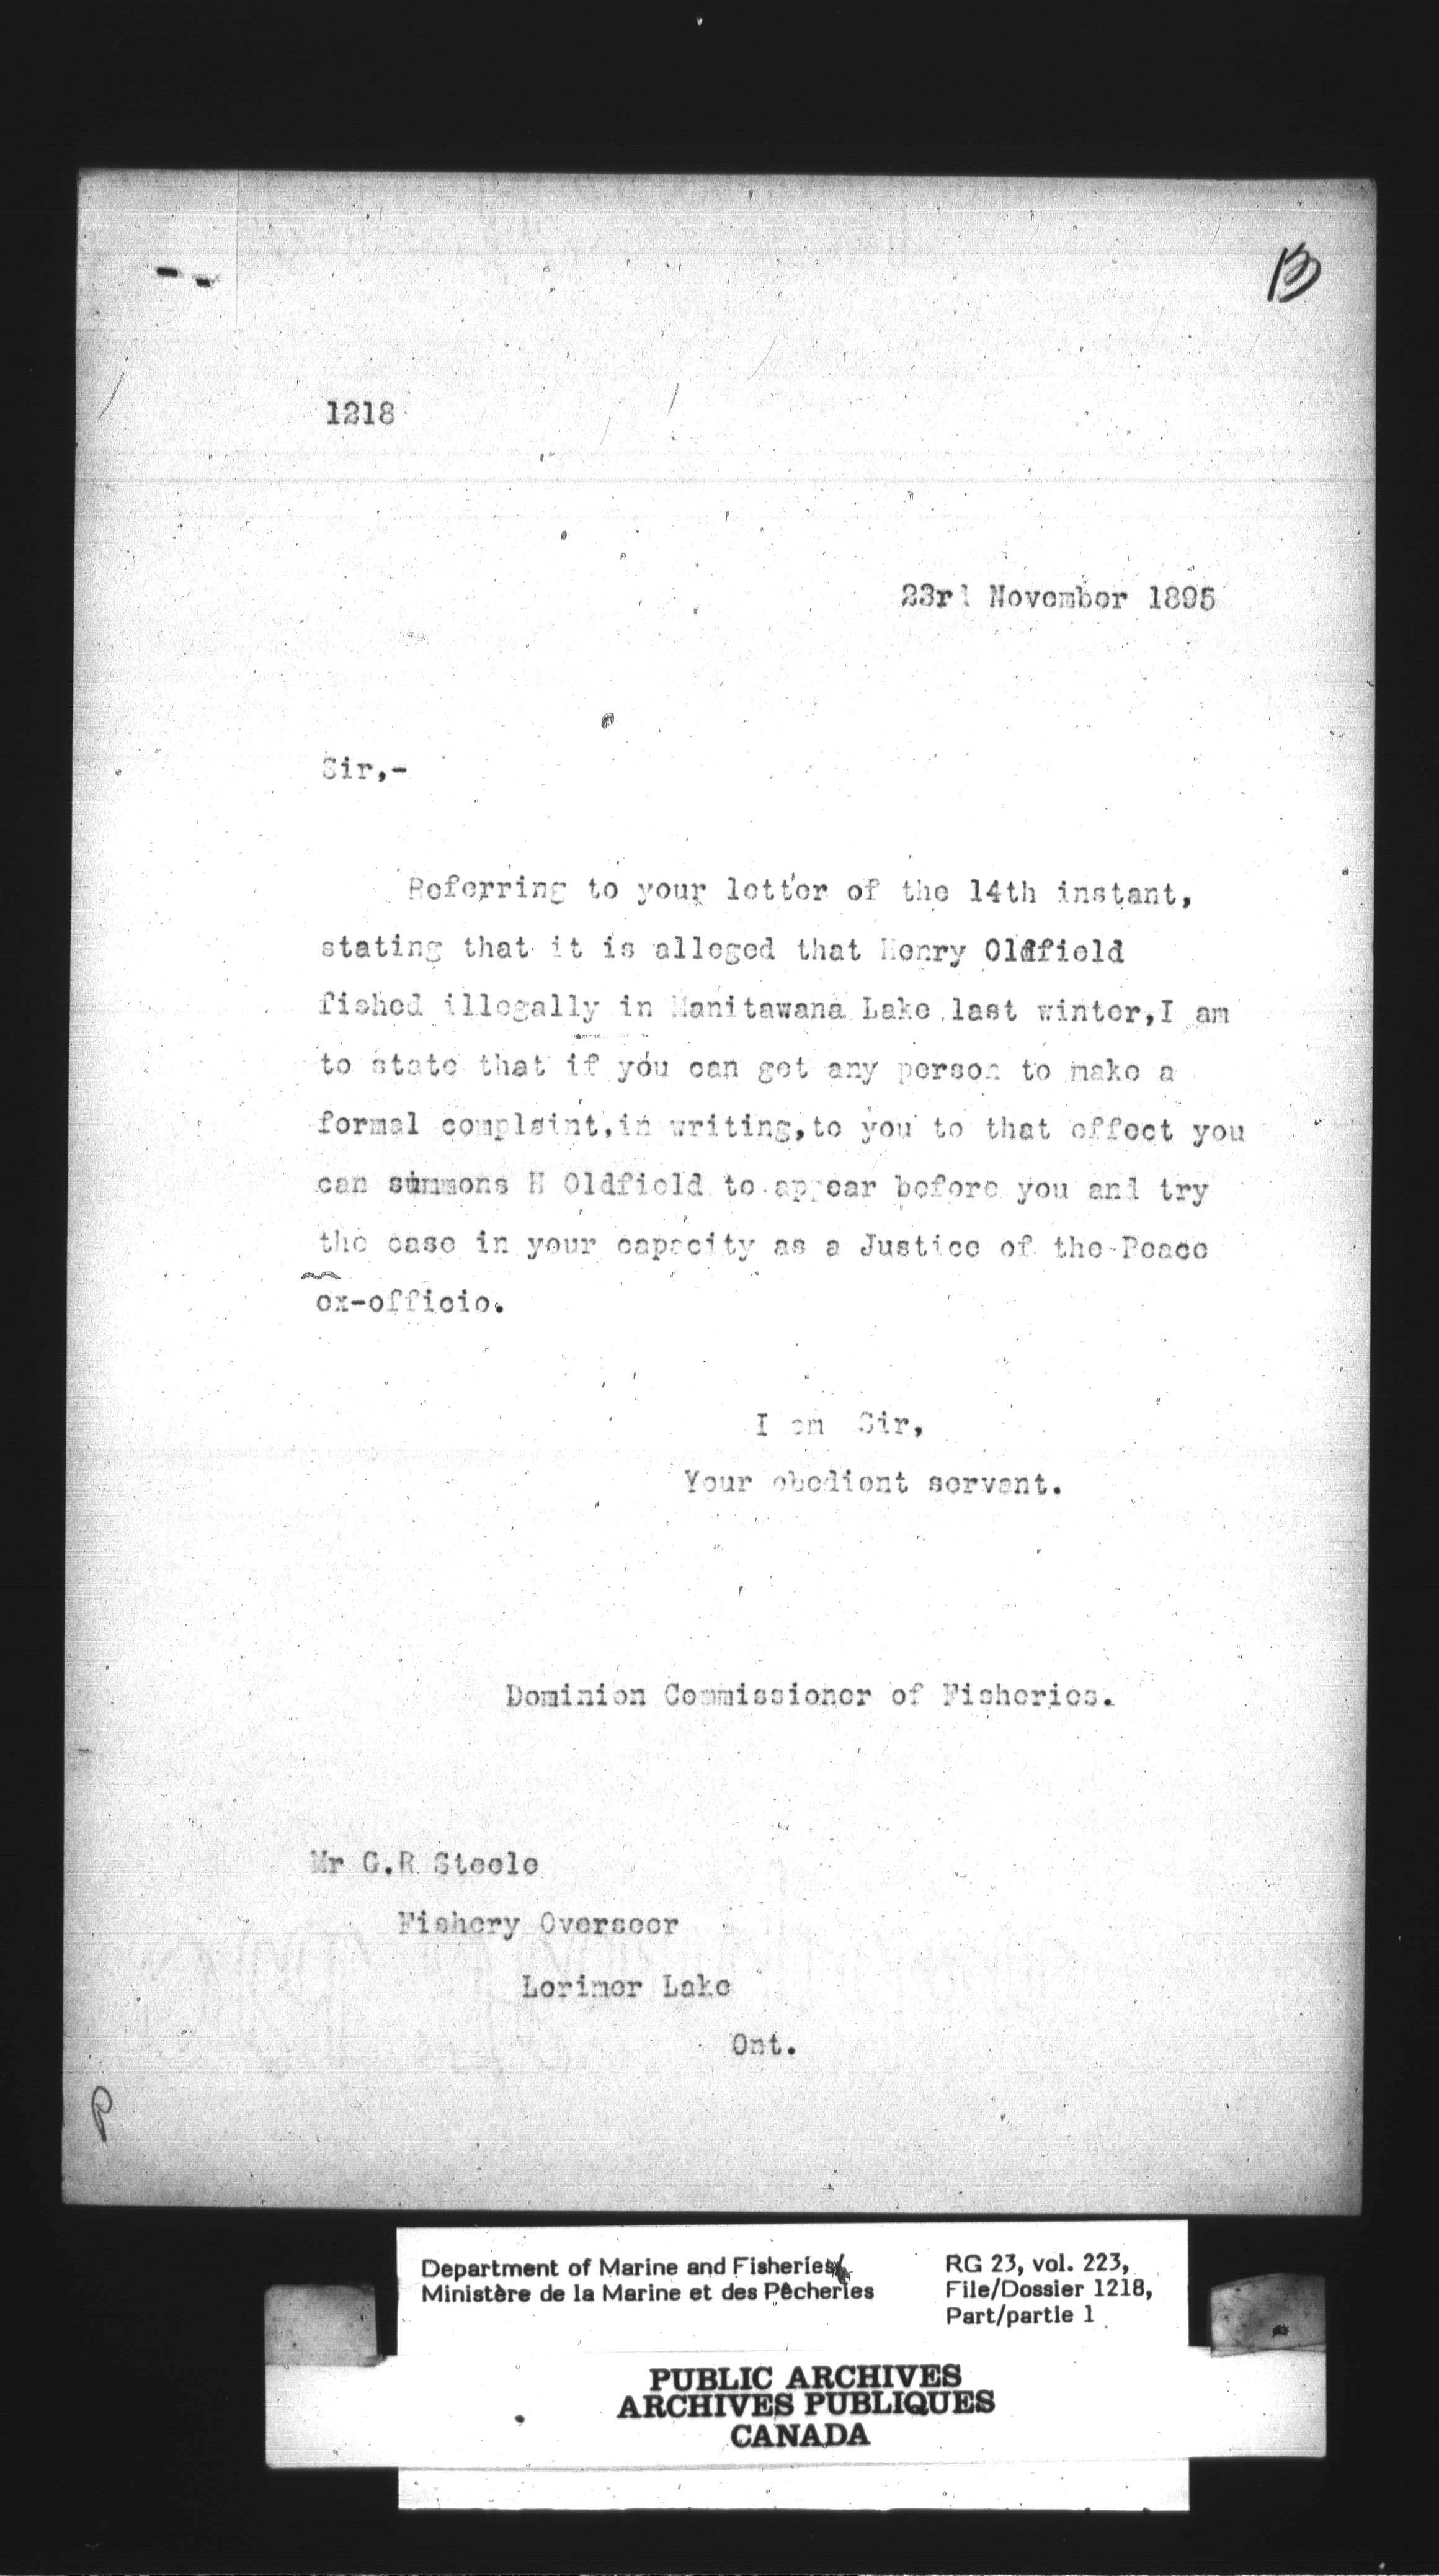 13
1218
23rd November 1895
Sir,-
Referring to your letter of the 14th instant,
stating that it is alleged that Henry Oldfield
fished illegally in Manitawana Lake last winter,I am
to state that if you can get any person to make a
formal complaint,in writing,to you to that effect you
can summons H Oldfield to appear before you and try
the case in your capacity as a Justice of the Peace
ex-officio.
I am Sir,
Your obedient servant.
Dominion Commissioner of Fisheries.
Mr G.R Steele
Fishery Overseer
Lorimer Lake
Ont.
P
Department of Marine and Fisheries
Ministère de la Marine et des Pêcheries
RG 23, vol. 223,
File/Dossier 1218,
Part/partie 1
PUBLIC ARCHIVES
ARCHIVES PUBLIQUES
CANADA